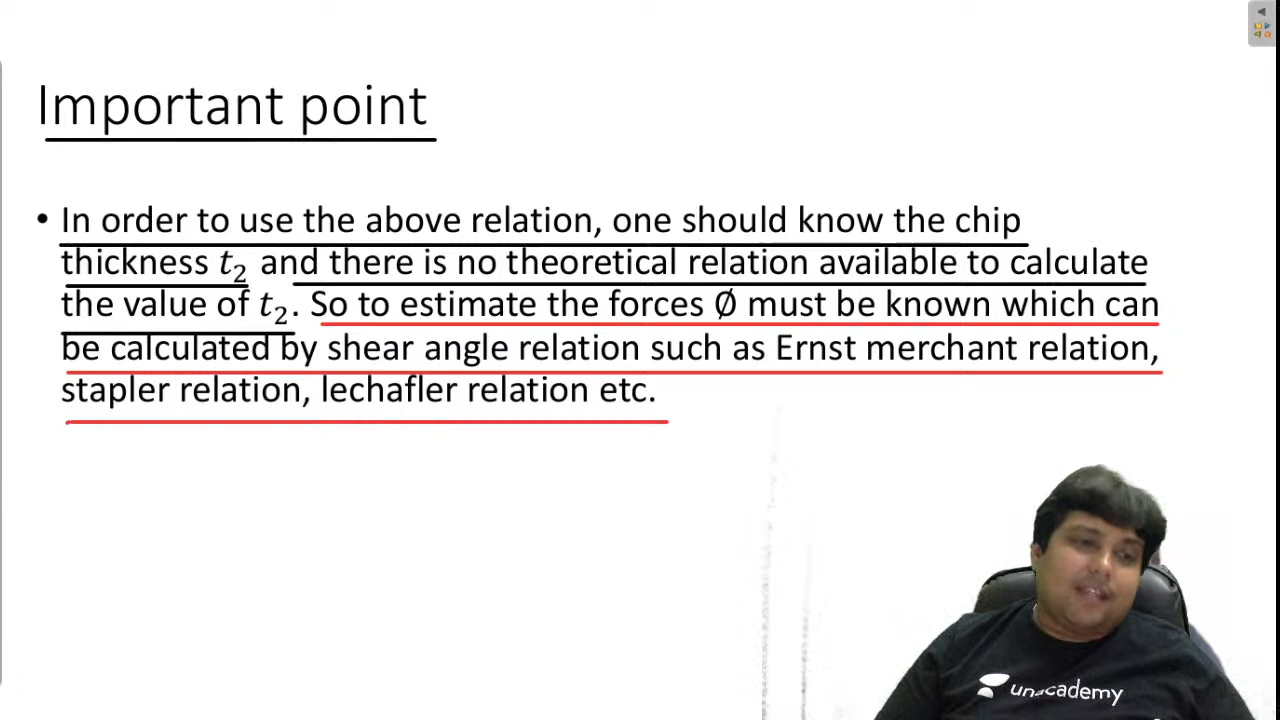 Important point
• In order to use the above relation, one should know the chip
thickness t₂ and there is no theoretical relation available to calculate
the value of t₂. So to estimate the forces Ø must be known which can
be calculated by shear angle relation such as Ernst merchant relation,
stapler relation, lechafler relation etc.
unacademy